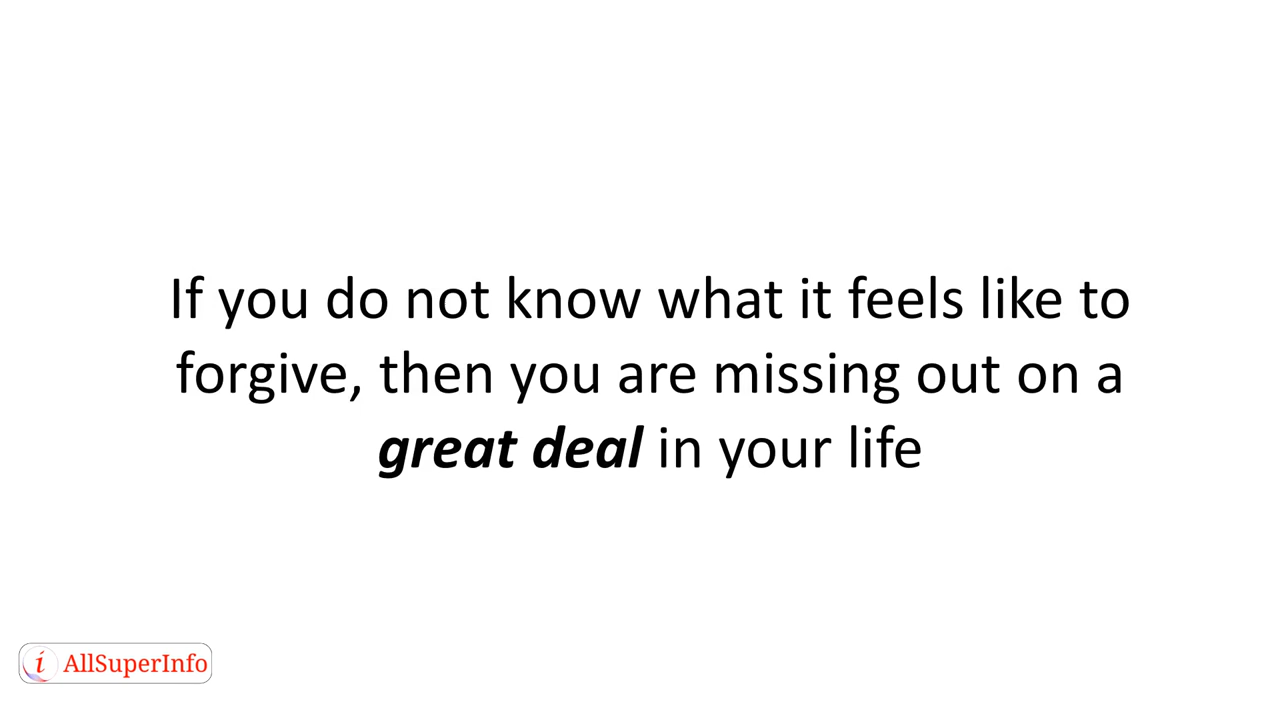 If you do not know what it feels like to
forgive, then you are missing out on a
great deal in your life
i AllSuperInfo